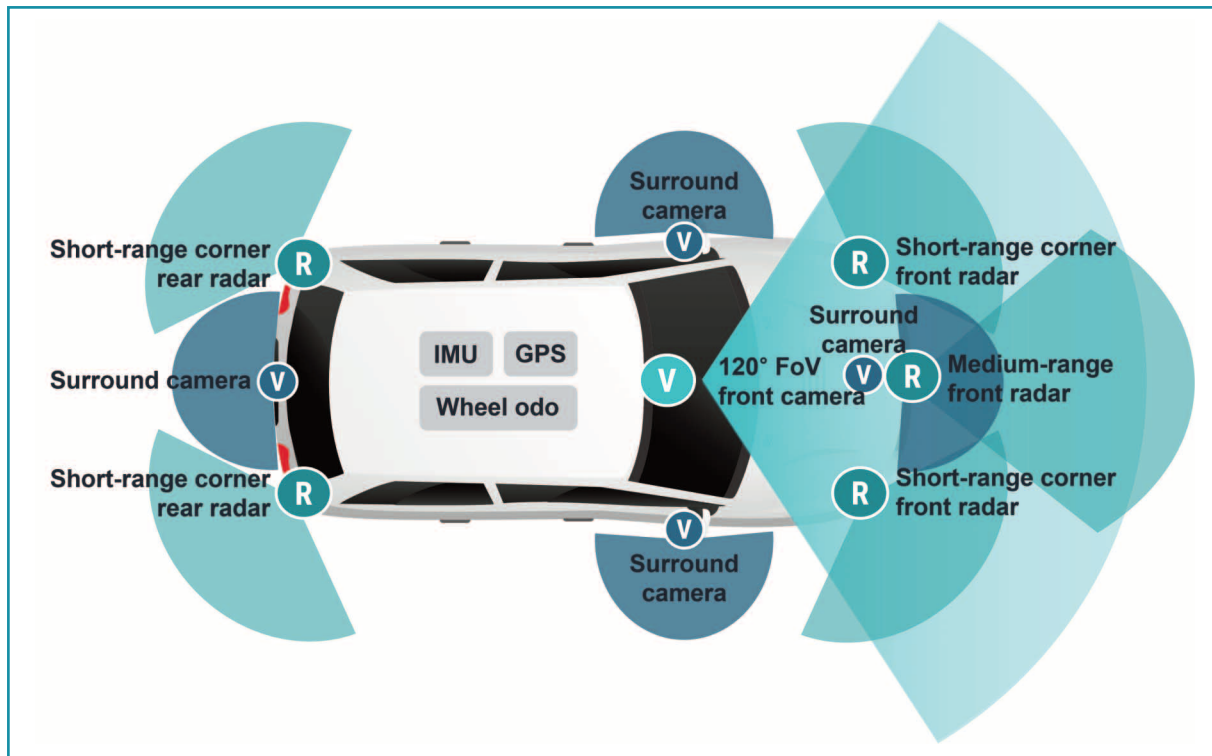 Surround
camera
V
Short-range corner
rear radar
R
R
Short-range corner
front radar
Surround camera
V
IMU
GPS
Wheel odo
V
120° FoV
front camera
Surround
camera
V
R
Medium-range
front radar
Short-range corner
rear radar
R
R
Short-range corner
front radar
V
Surround
camera